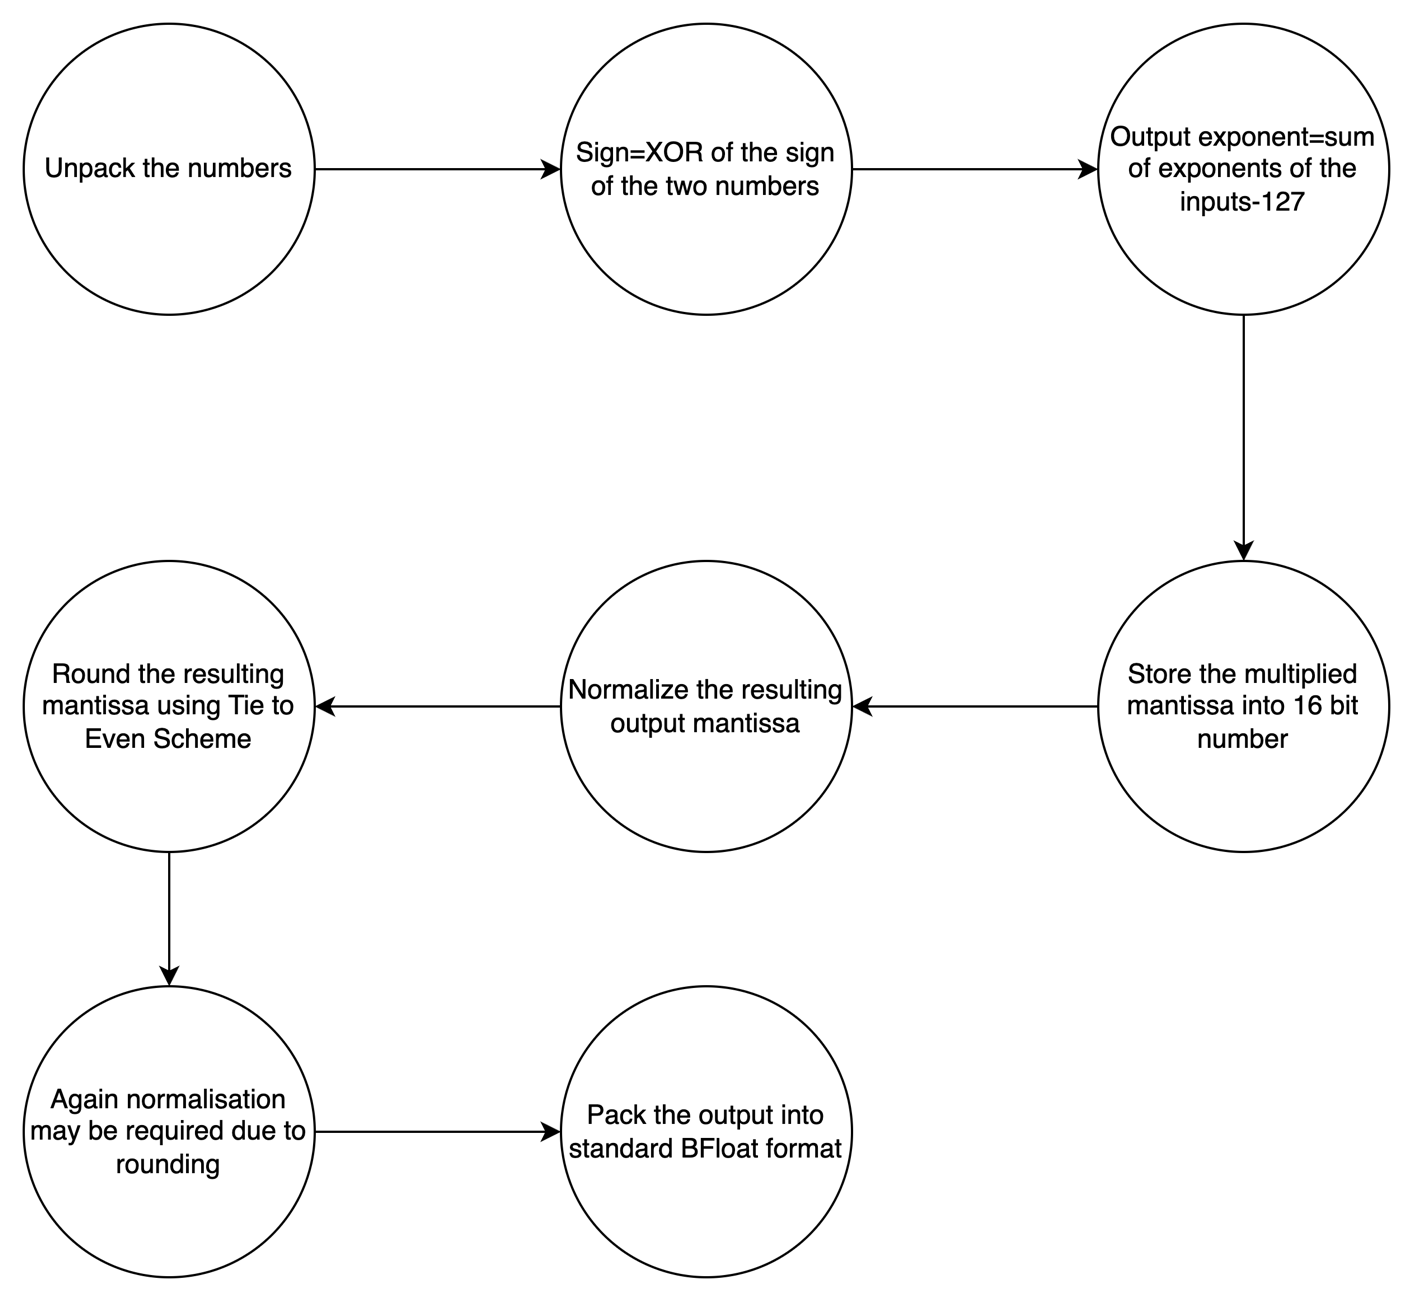 Unpack the numbers
Sign=XOR of the sign
of the two numbers
Output exponent=sum
of exponents of the
inputs-127
Store the multiplied
mantissa into 16 bit
number
Normalize the resulting
output mantissa
Round the resulting
mantissa using Tie to
Even Scheme
Again normalisation
may be required due to
rounding
Pack the output into
standard BFloat format